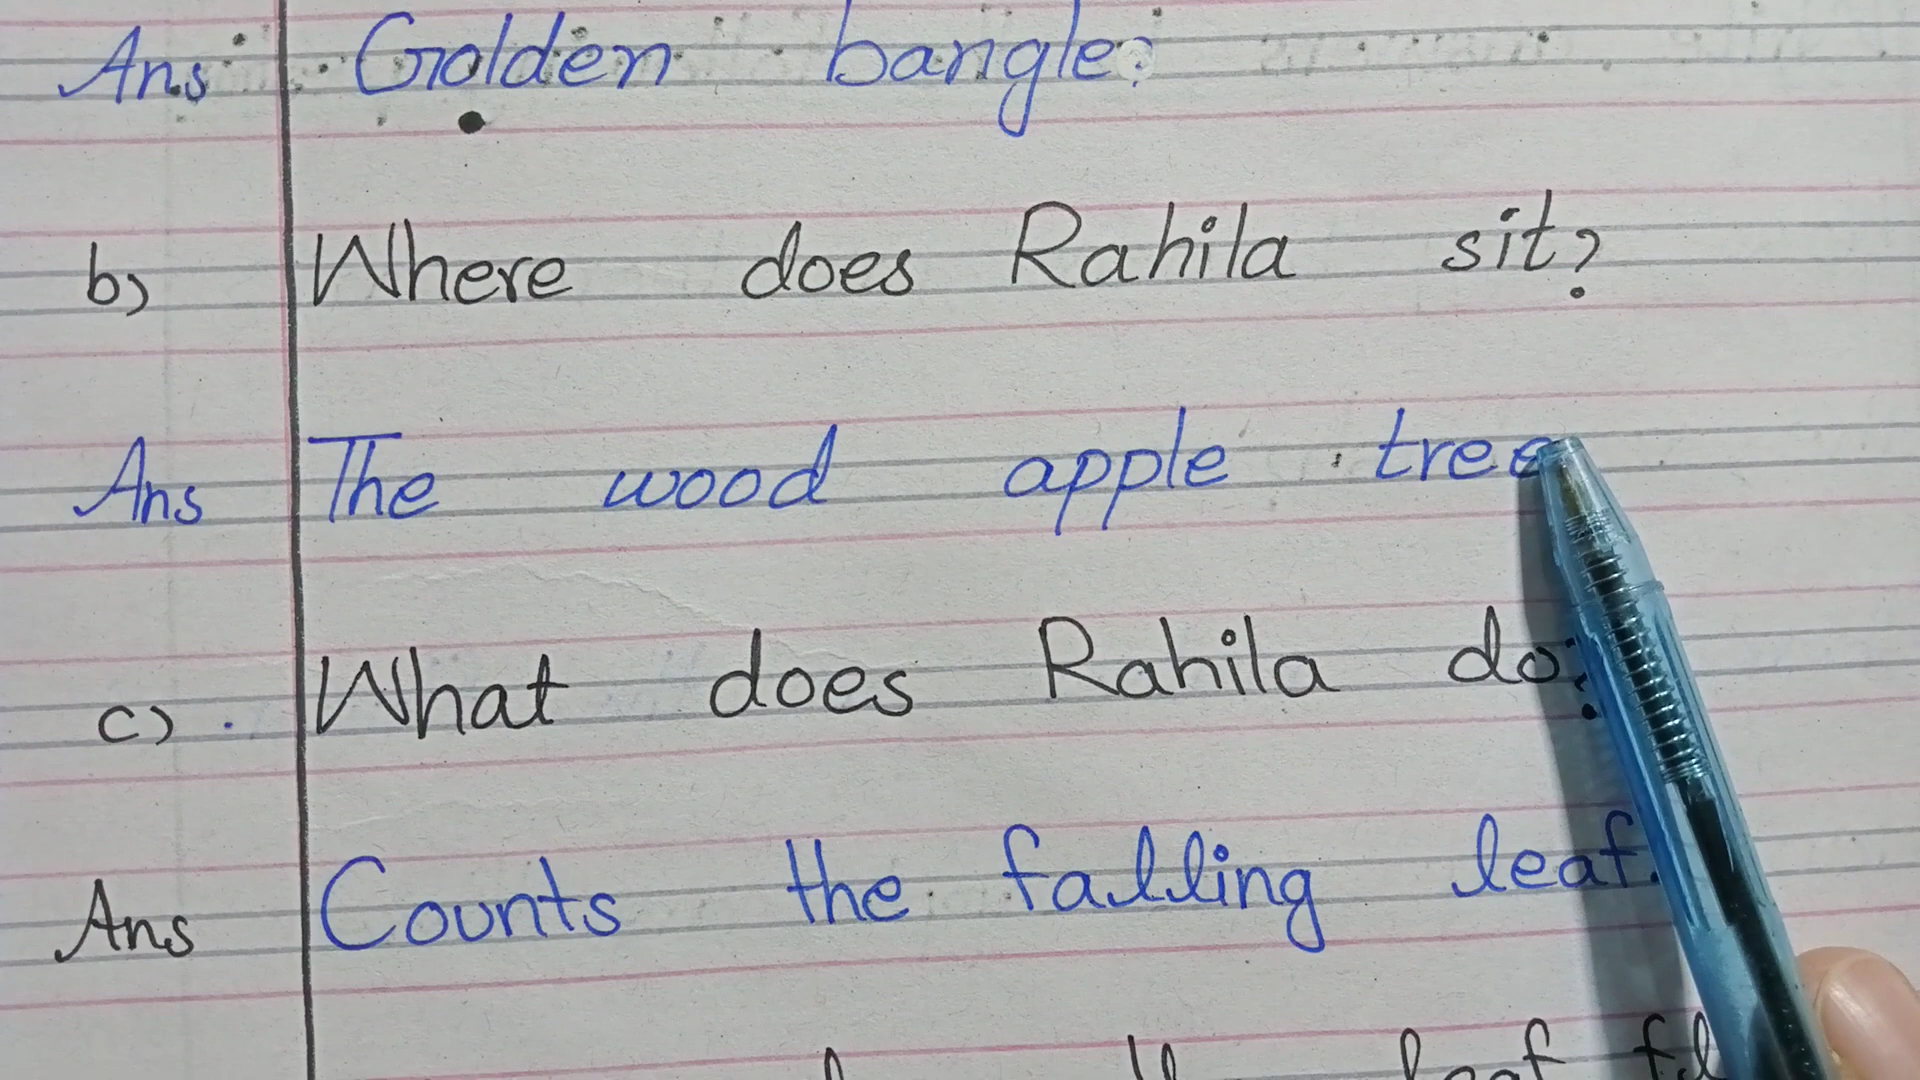 Ans Golden bangle.
b) Where does Rahila sit?
Ans The wood apple tree
c) What does Rahila do?
Ans Counts the falling leaf.
leaf